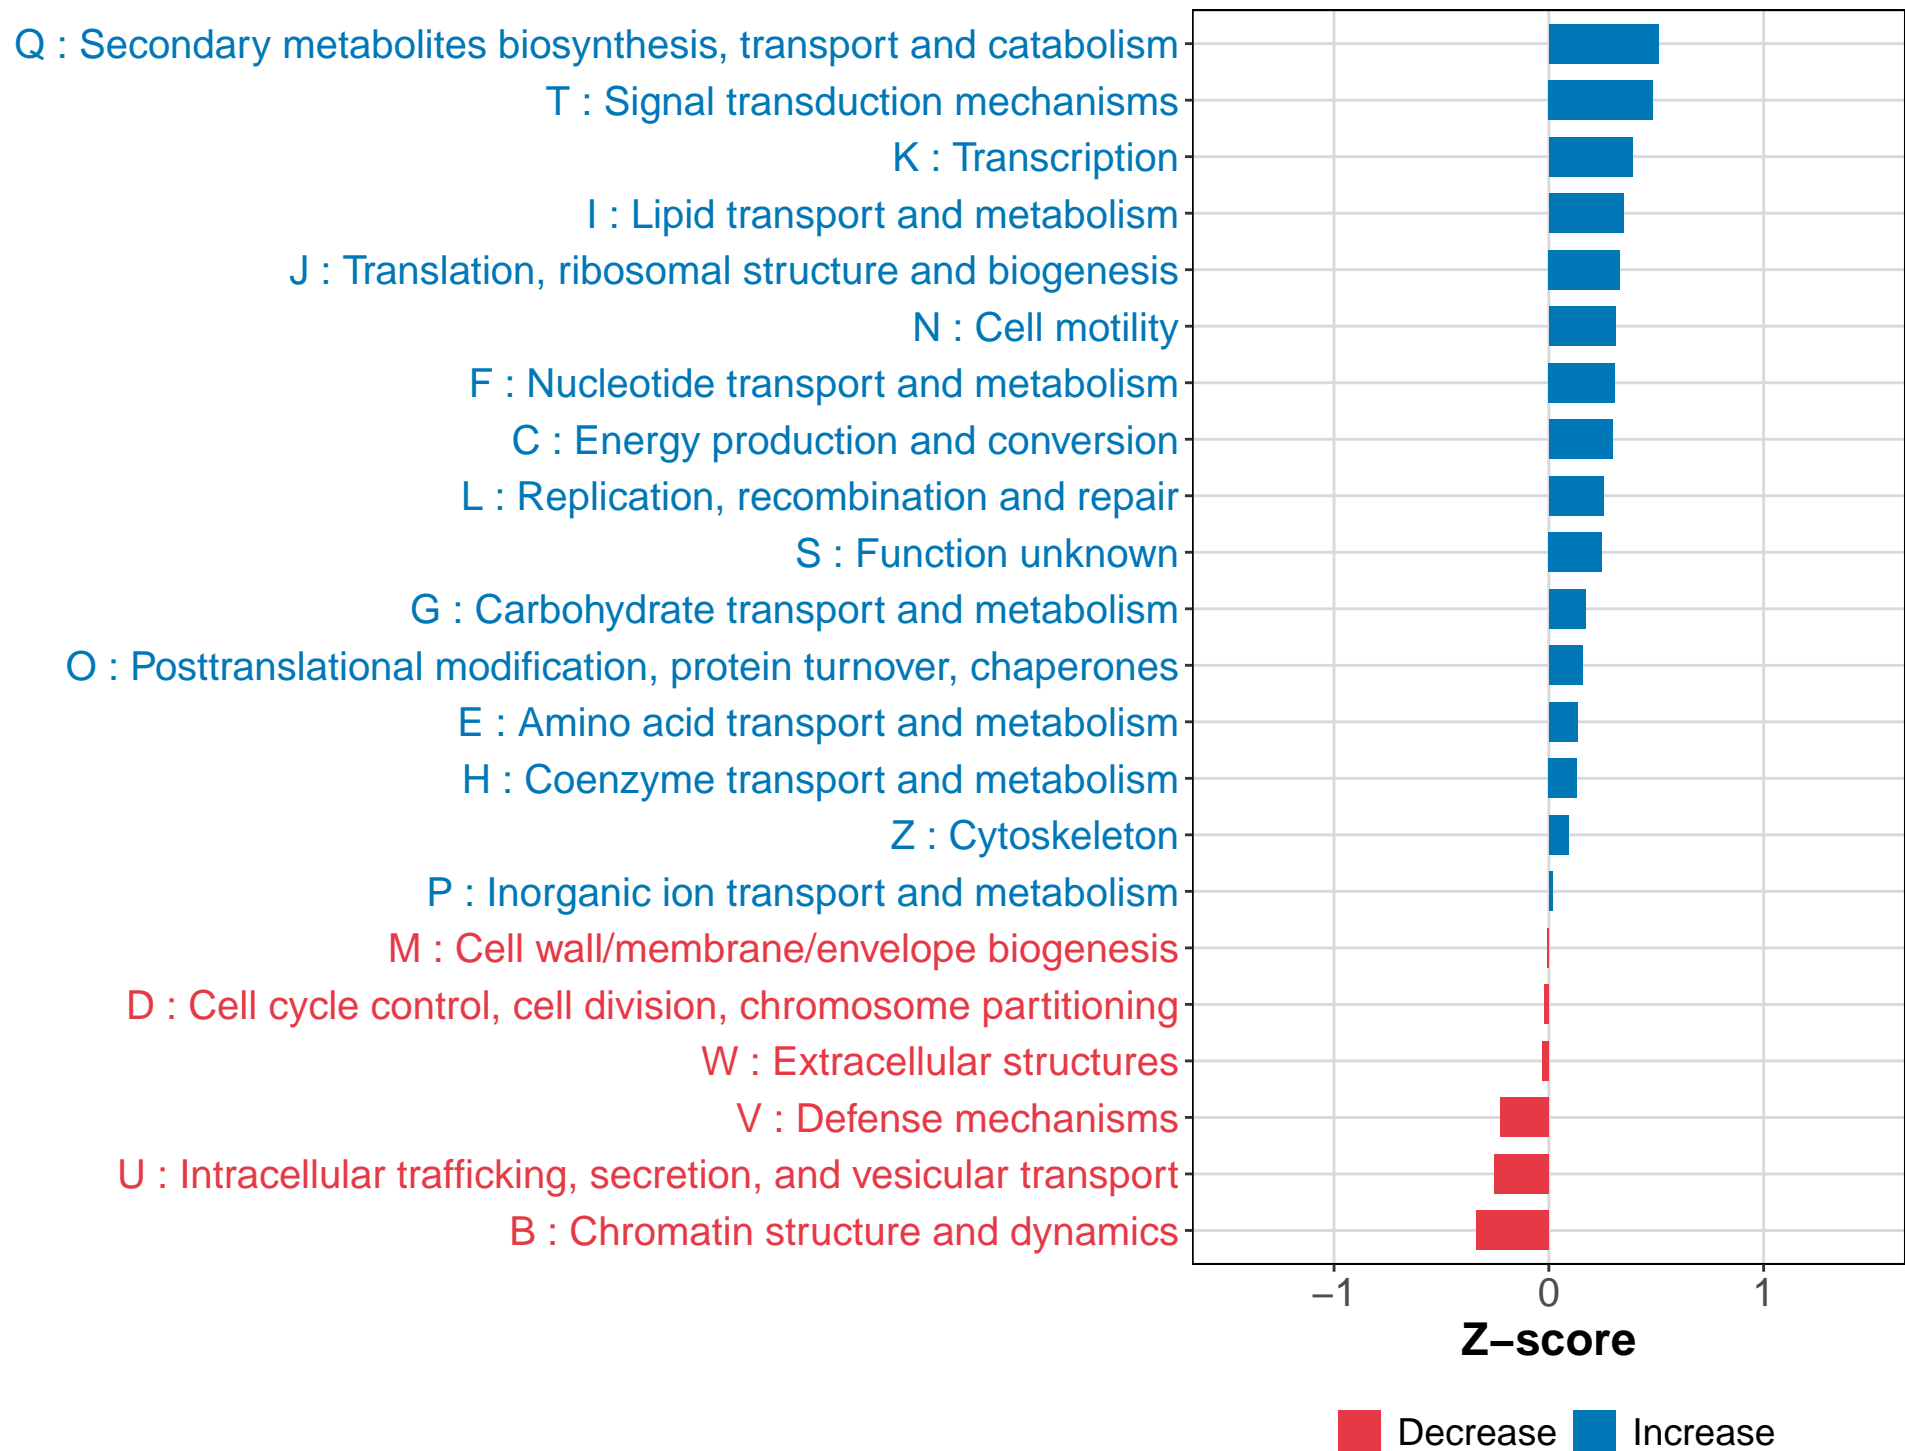 Q : Secondary metabolites biosynthesis, transport and catabolism
T : Signal transduction mechanisms
K : Transcription
I : Lipid transport and metabolism
J : Translation, ribosomal structure and biogenesis
N : Cell motility
F : Nucleotide transport and metabolism
C : Energy production and conversion
L : Replication, recombination and repair
S : Function unknown
G : Carbohydrate transport and metabolism
O : Posttranslational modification, protein turnover, chaperones
E : Amino acid transport and metabolism
H : Coenzyme transport and metabolism
Z : Cytoskeleton
P : Inorganic ion transport and metabolism
M : Cell wall/membrane/envelope biogenesis
D : Cell cycle control, cell division, chromosome partitioning
W : Extracellular structures
V : Defense mechanisms
U : Intracellular trafficking, secretion, and vesicular transport
B : Chromatin structure and dynamics
−1 0 1
Z−score
Decrease Increase